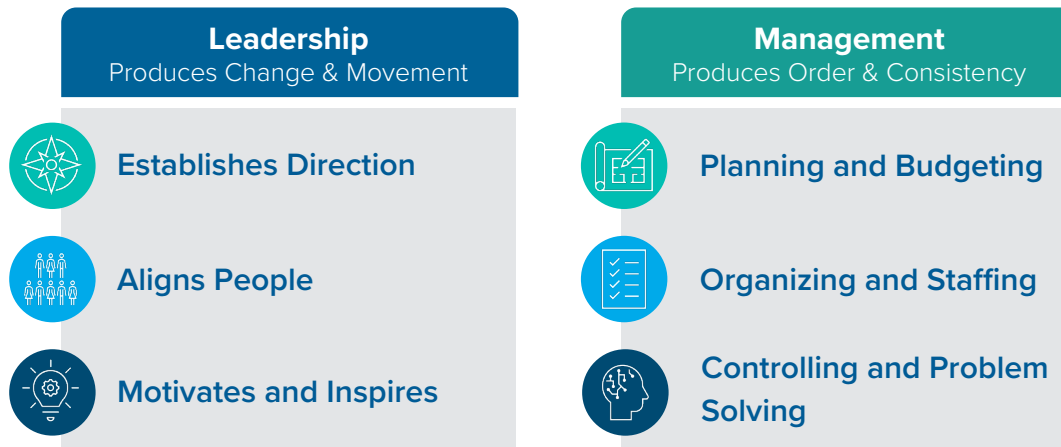 Leadership
Produces Change & Movement
Establishes Direction
Aligns People
Motivates and Inspires
Management
Produces Order & Consistency
Planning and Budgeting
Organizing and Staffing
Controlling and Problem
Solving